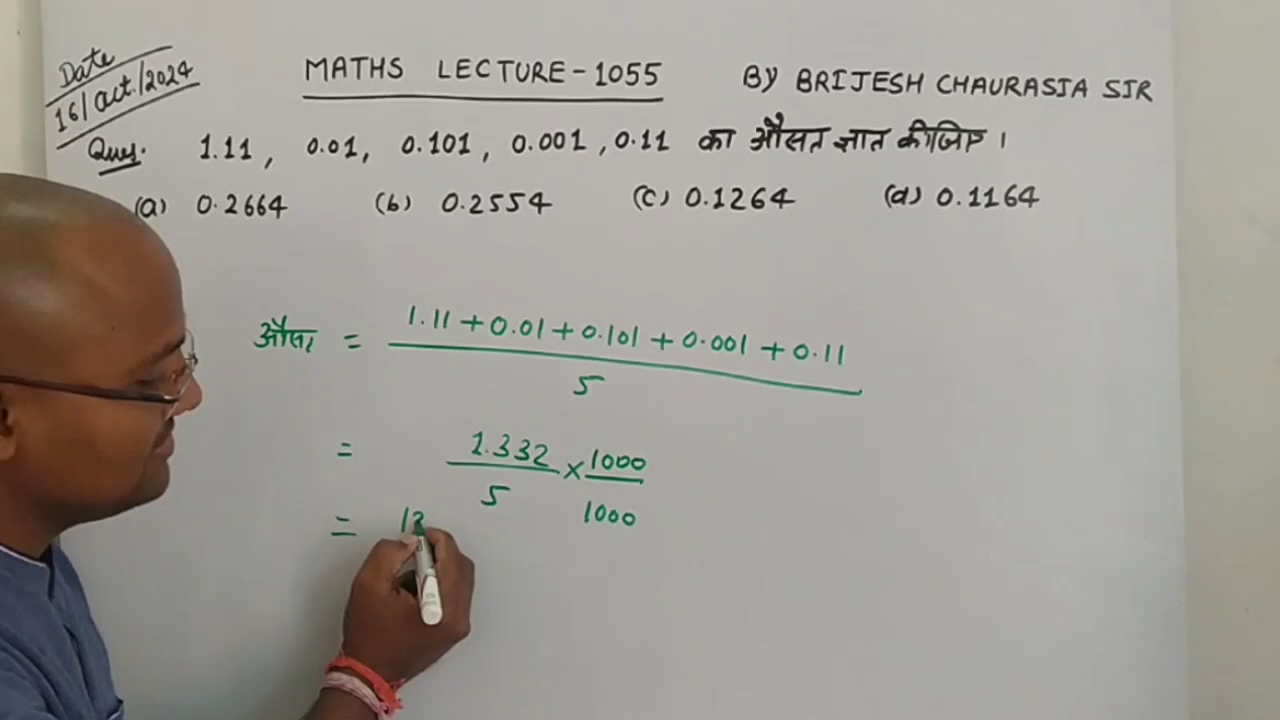 Date
16/Oct./2024
MATHS LECTURE-1055
By BRIJESH CHAURASIA SIR
Ques. 1.11, 0.01, 0.101, 0.001, 0.11 का औसत ज्ञात कीजिए।
(a) 0.2664 (b) 0.2554 (c) 0.1264 (d) 0.1164
औसत = 1.11 + 0.01 + 0.101 + 0.001 + 0.11
5
= 1.332 × 1000
5 1000
= 13